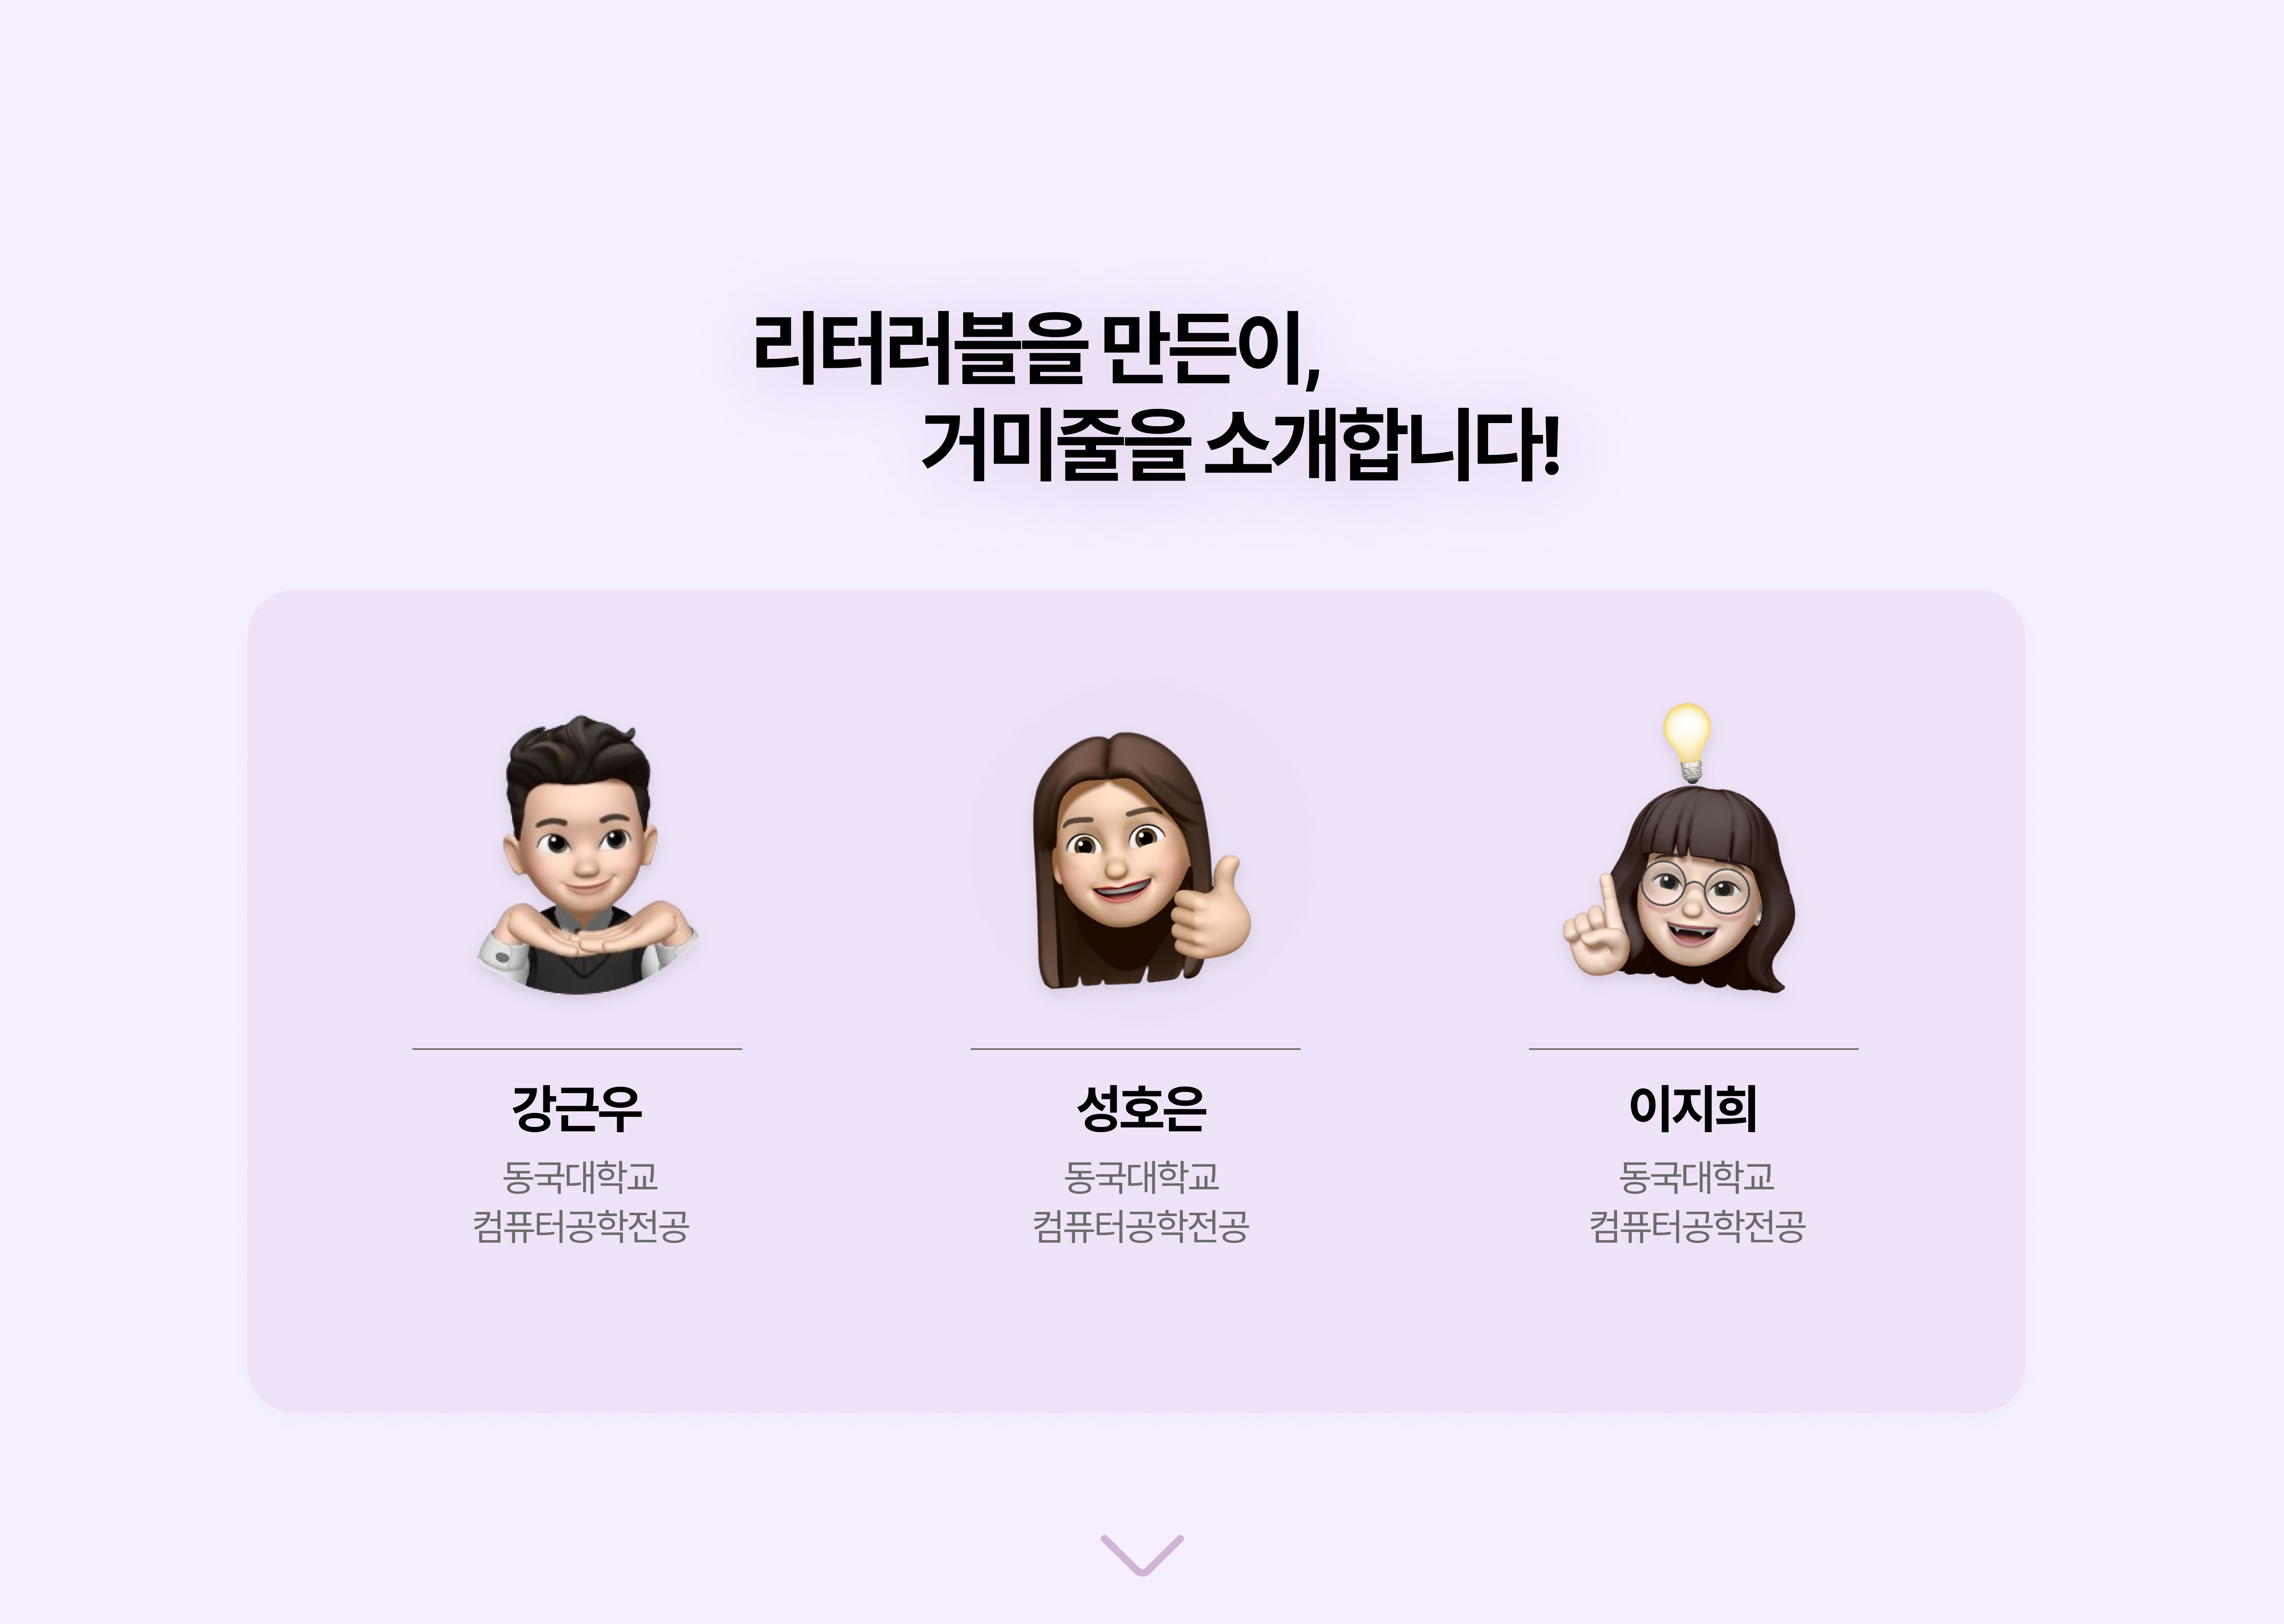 리터러블을 만든이,
거미줄을 소개합니다!
강근우
동국대학교
컴퓨터공학전공
성호은
동국대학교
컴퓨터공학전공
이지희
동국대학교
컴퓨터공학전공